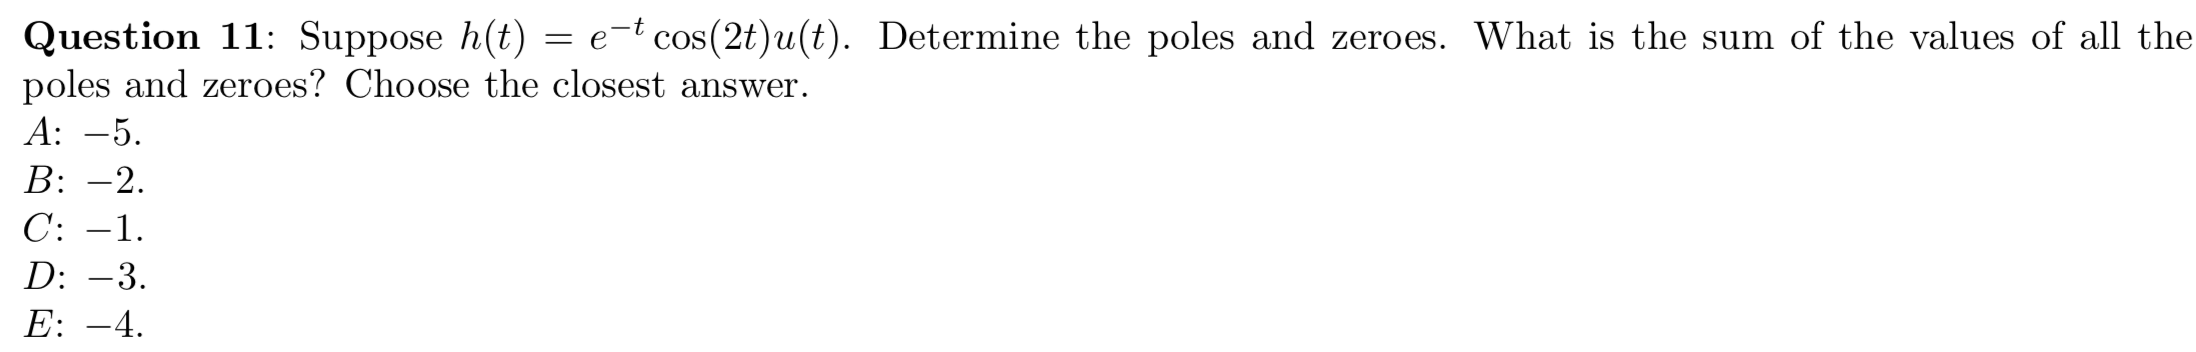 Question 11: Suppose h(t) = e^{-t} cos(2t)u(t). Determine the poles and zeroes. What is the sum of the values of all the
poles and zeroes? Choose the closest answer.
A: −5.
B: −2.
C: −1.
D: −3.
E: −4.